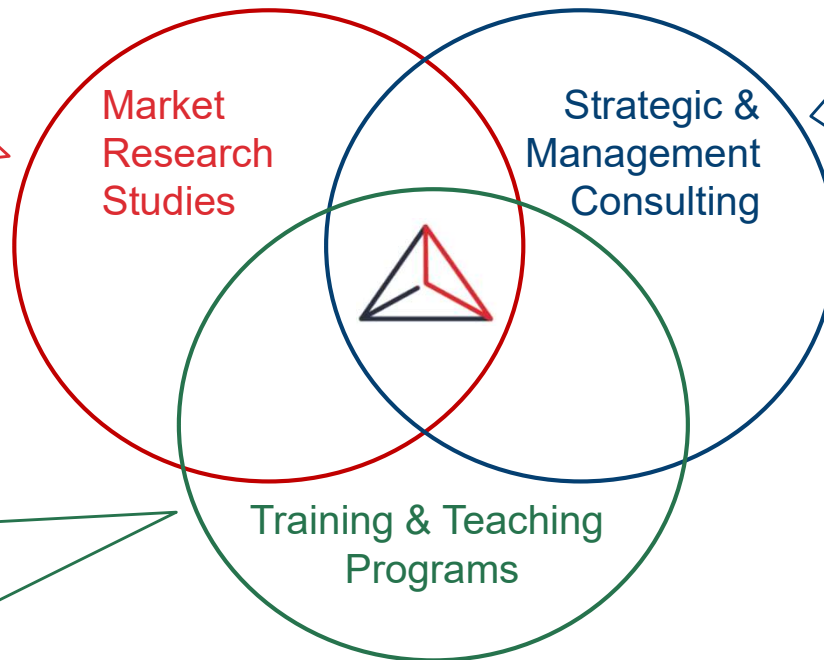 Market
Research
Studies
Strategic &
Management
Consulting
Training & Teaching
Programs